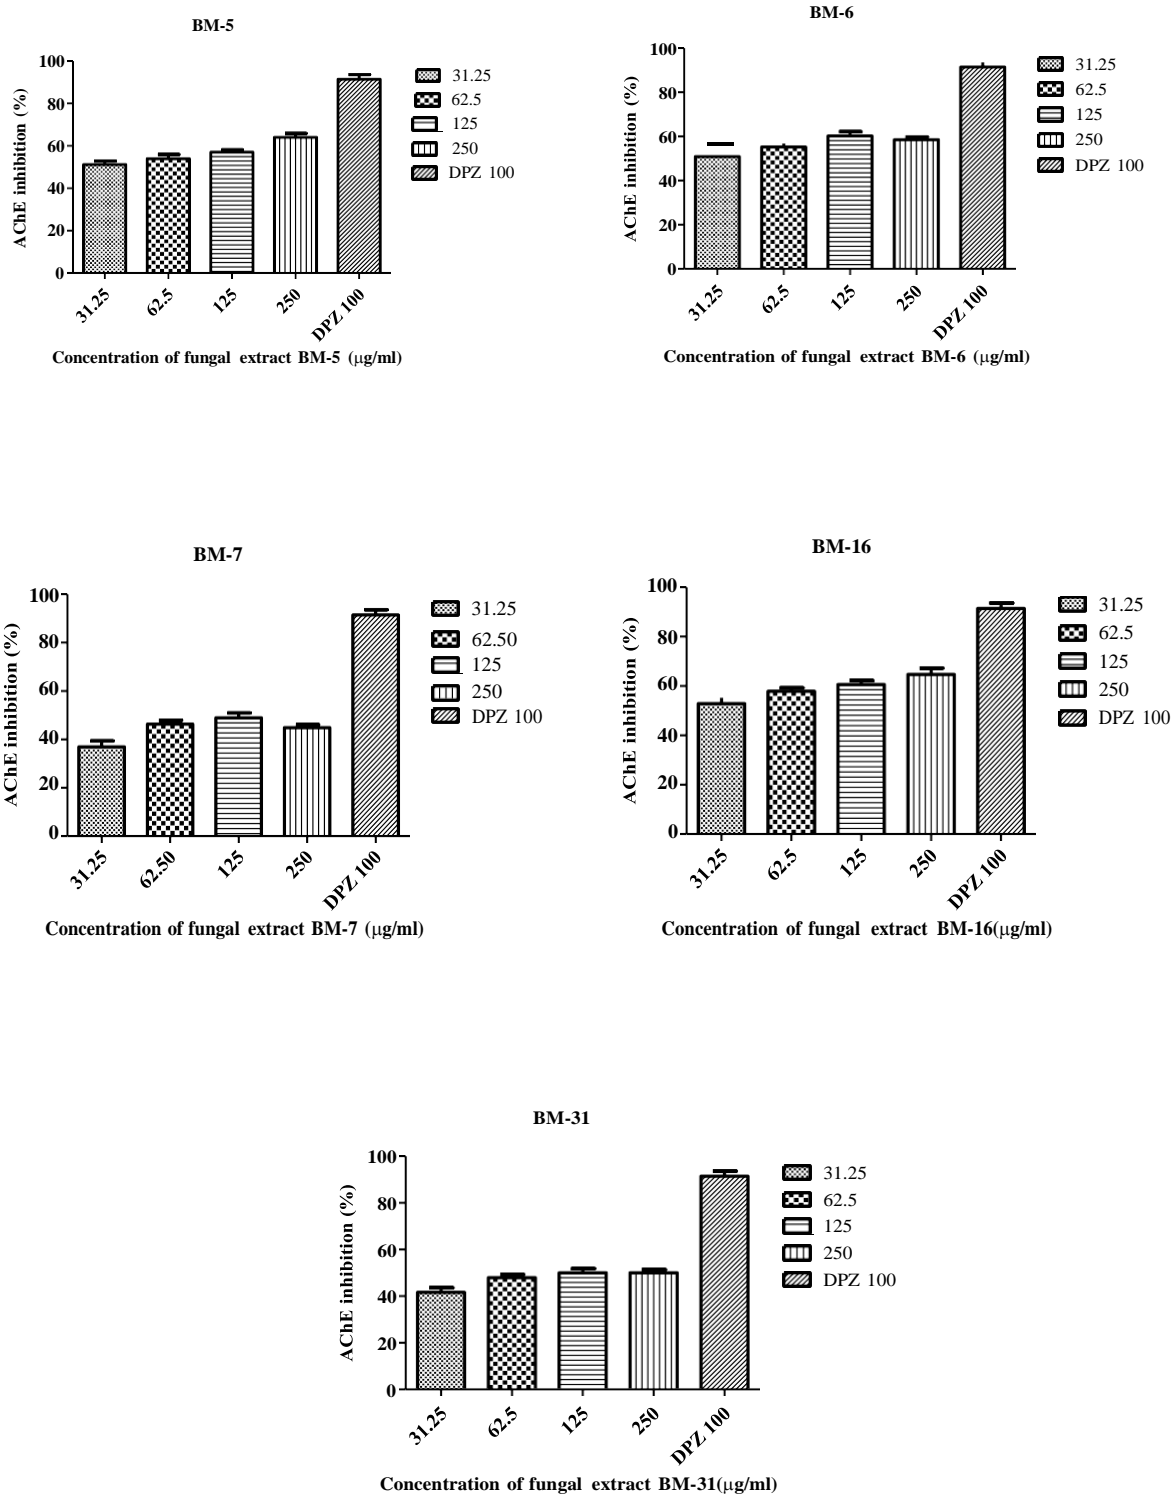 BM-5
AChE inhibition (%)
100
80
60
40
20
0
31.25
62.5
125
250
DPZ 100
Concentration of fungal extract BM-5 (µg/ml)
31.25
62.5
125
250
DPZ 100
BM-6
AChE inhibition (%)
100
80
60
40
20
0
31.25
62.5
125
250
DPZ 100
Concentration of fungal extract BM-6 (µg/ml)
31.25
62.5
125
250
DPZ 100
BM-7
AChE inhibition (%)
100
80
60
40
20
0
31.25
62.50
125
250
DPZ 100
Concentration of fungal extract BM-7 (µg/ml)
31.25
62.50
125
250
DPZ 100
BM-16
AChE inhibition (%)
100
80
60
40
20
0
31.25
62.5
125
250
DPZ 100
Concentration of fungal extract BM-16(µg/ml)
31.25
62.5
125
250
DPZ 100
BM-31
AChE inhibition (%)
100
80
60
40
20
0
31.25
62.5
125
250
DPZ 100
Concentration of fungal extract BM-31(µg/ml)
31.25
62.5
125
250
DPZ 100